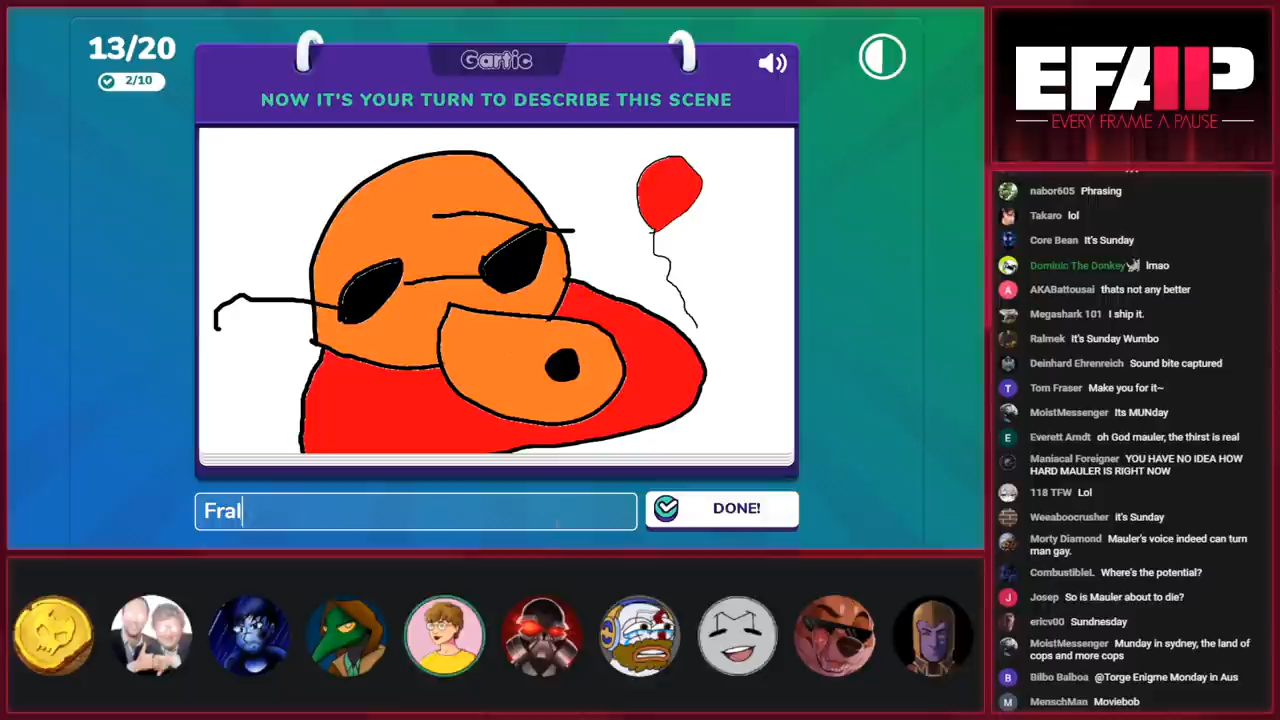 13/20
2/10
Gartic
NOW IT'S YOUR TURN TO DESCRIBE THIS SCENE
Fral
DONE!
EFAP
EVERY FRAME A PAUSE
nabor605 Phrasing
Takaro lol
Core Bean It's Sunday
Dominic The Donkey lmao
AKABattousai thats not any better
Megashark 101 I ship it.
Ralmek It's Sunday Wumbo
Deinhard Ehrenreich Sound bite captured
T Tom Fraser Make you for it~
MoistMessenger Its MUNday
E Everett Arndt oh God mauler, the thirst is real
Maniacal Foreigner YOU HAVE NO IDEA HOW
HARD MAULER IS RIGHT NOW
118 TFW Lol
Weeaboocrusher it's Sunday
Morty Diamond Mauler's voice indeed can turn
man gay.
CombustibleL Where's the potential?
J Josep So is Mauler about to die?
ericv00 Sundnesday
MoistMessenger Munday in sydney, the land of
cops and more cops
B Bilbo Balboa @Torge Enigme Monday in Aus
M MenschMan Moviebob